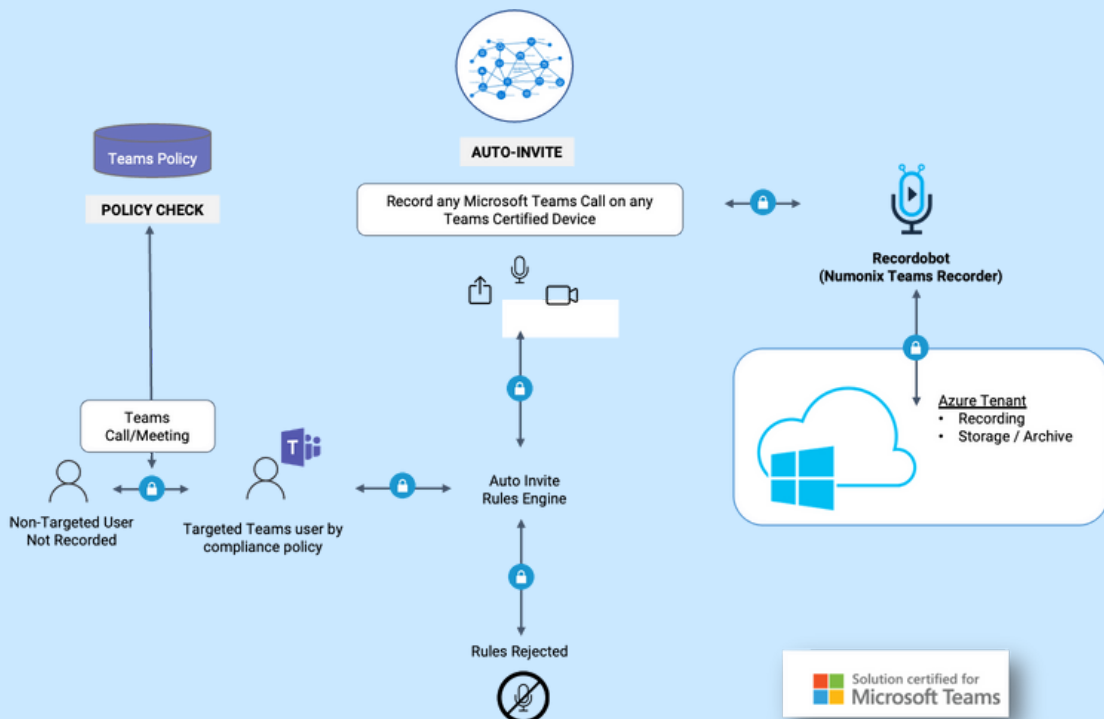 Teams Policy
POLICY CHECK
AUTO-INVITE
Record any Microsoft Teams Call on any
Teams Certified Device
Recordobot
(Numonix Teams Recorder)
Azure Tenant
• Recording
• Storage / Archive
Teams
Call/Meeting
T
Non-Targeted User
Not Recorded
Targeted Teams user by
compliance policy
Auto Invite
Rules Engine
Rules Rejected
Solution certified for
Microsoft Teams